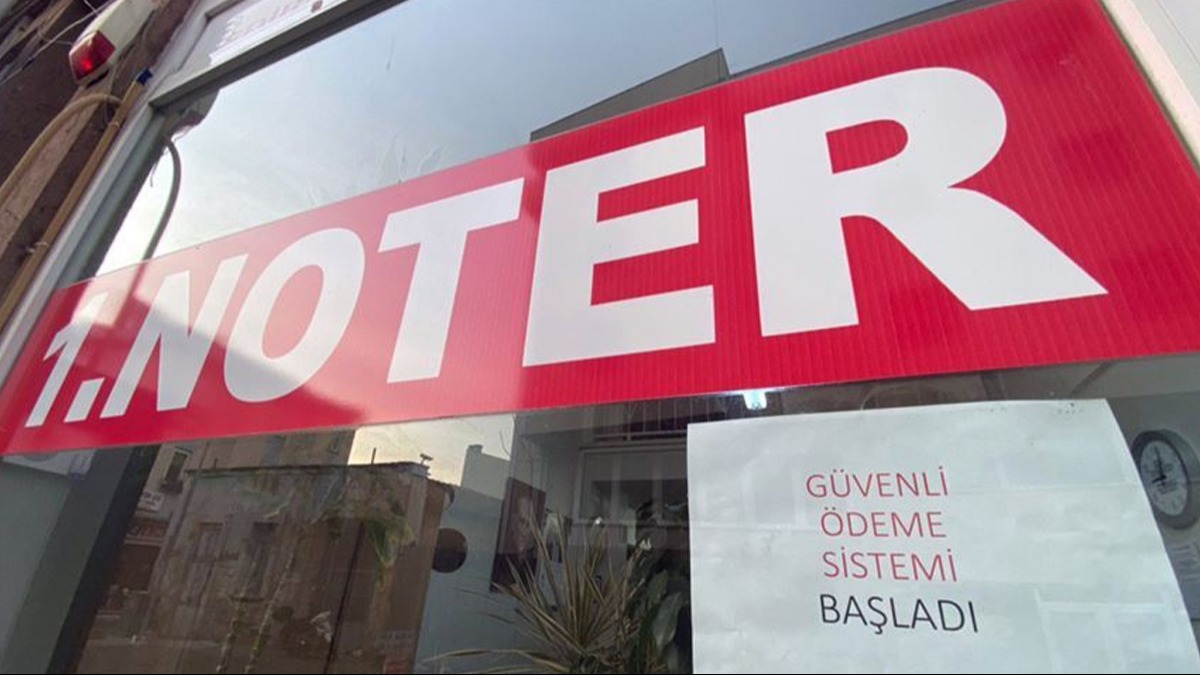 1.NOTER
GÜVENLİ
ÖDEME
SİSTEMİ
BAŞLADI